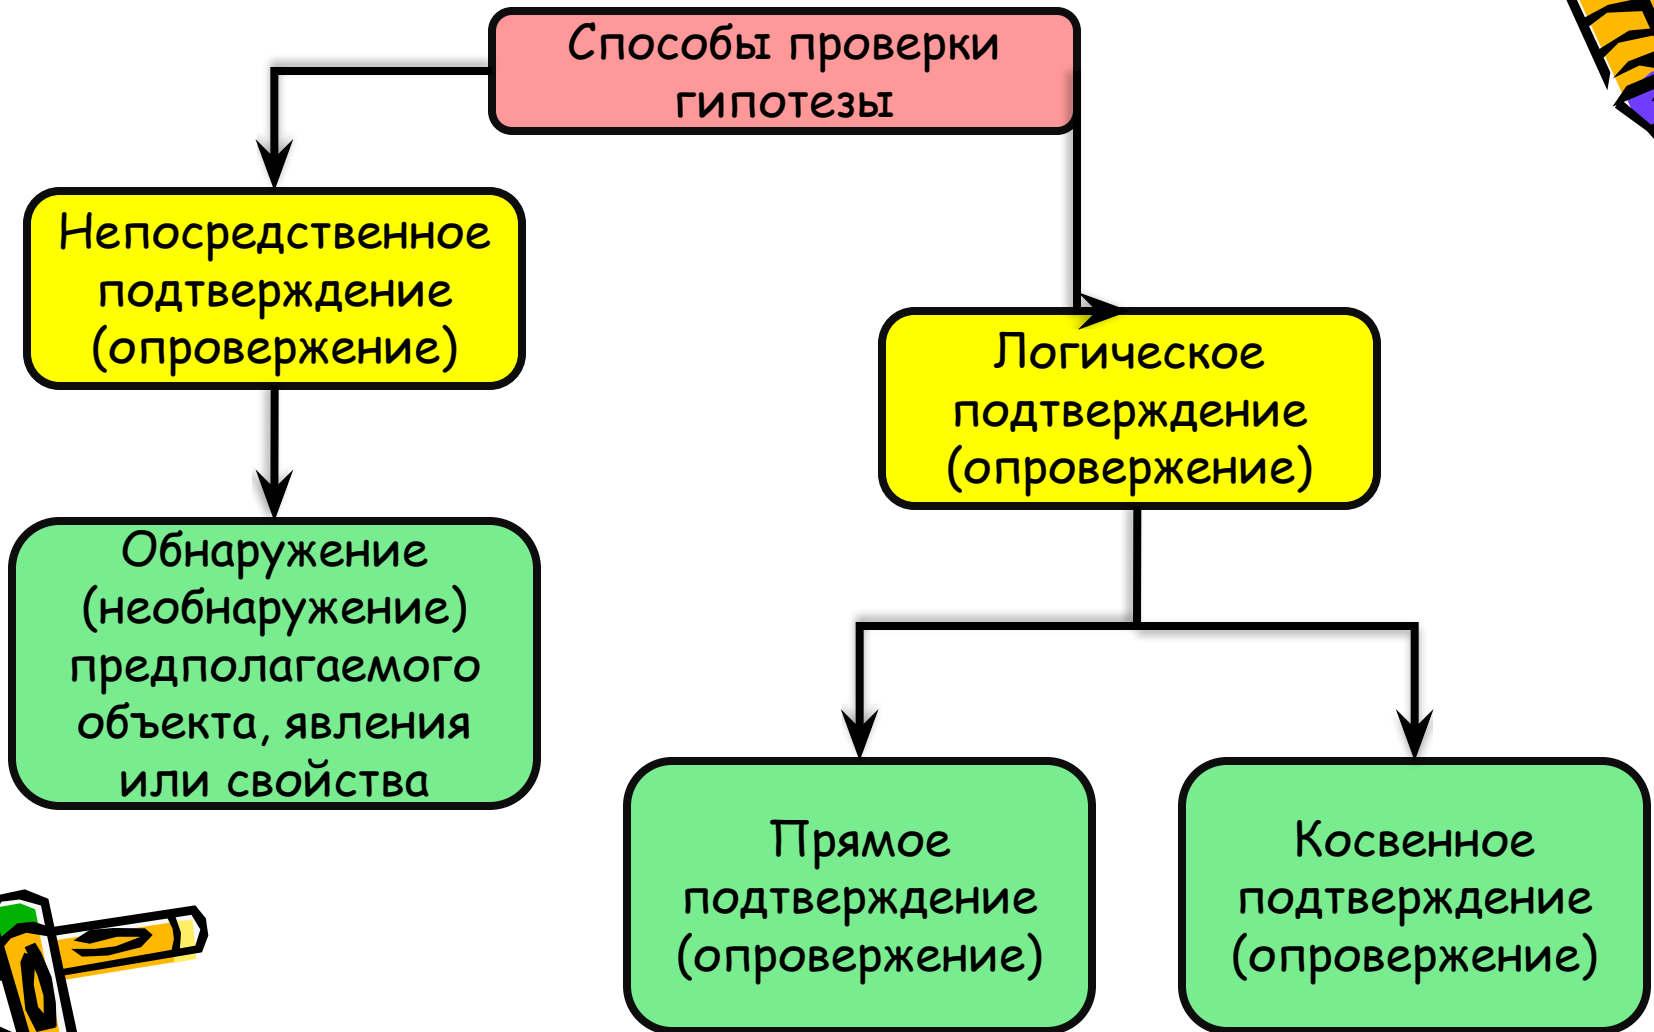 Способы проверки
гипотезы
Непосредственное
подтверждение
(опровержение)
Логическое
подтверждение
(опровержение)
Обнаружение
(необнаружение)
предполагаемого
объекта, явления
или свойства
Прямое
подтверждение
(опровержение)
Косвенное
подтверждение
(опровержение)